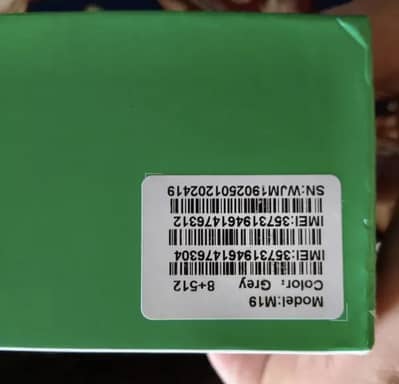 Model:M19
Color: Grey 8+512
IMEI:357319461476304
IMEI:357319461476312
SN:WJM1902501202419